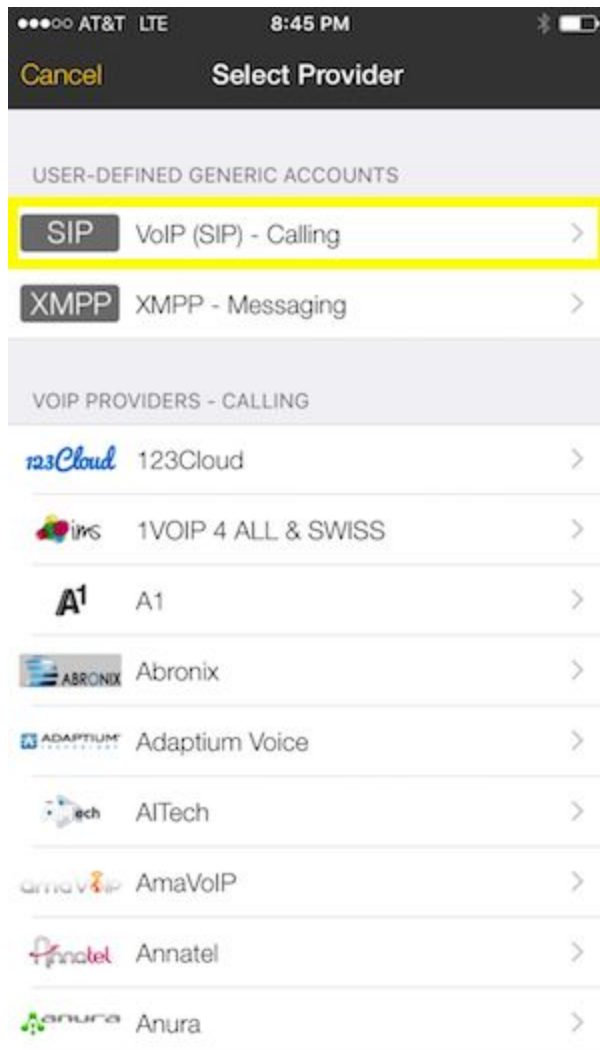 AT&T LTE 8:45 PM
Cancel Select Provider
USER-DEFINED GENERIC ACCOUNTS
SIP VoIP (SIP) - Calling
XMPP XMPP - Messaging
VOIP PROVIDERS - CALLING
123Cloud 123Cloud
ims 1VOIP 4 ALL & SWISS
A1 A1
ABRONIX Abronix
ADAPTIUM Adaptium Voice
Tech AITech
amavoip AmaVoIP
Annatel Annatel
anura Anura